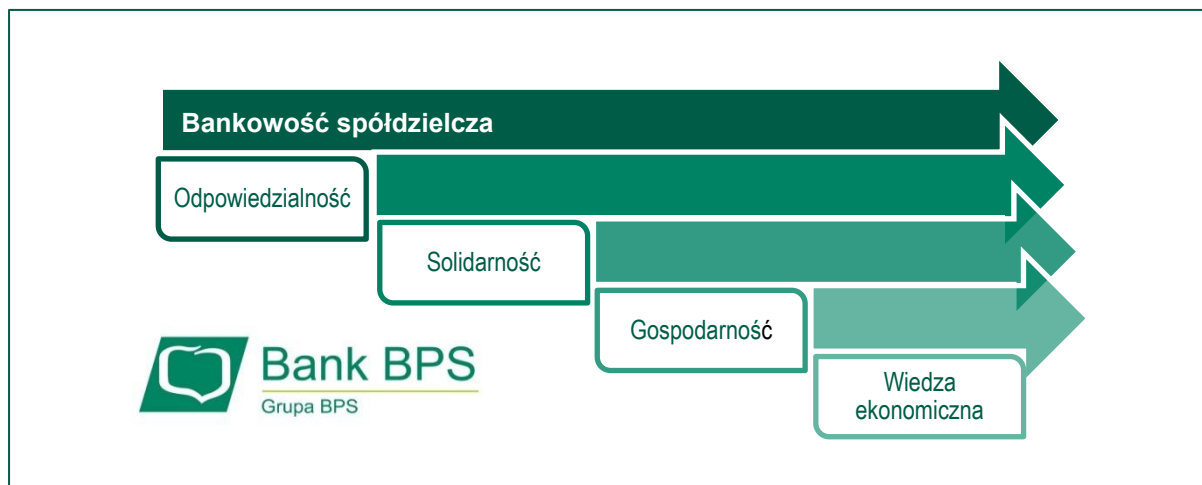 Bankowość spółdzielcza
Odpowiedzialność
Solidarność
Gospodarność
Wiedza
ekonomiczna
Bank BPS
Grupa BPS